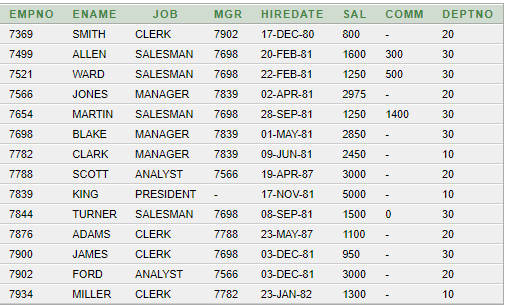 EMPNO ENAME JOB MGR HIREDATE SAL COMM DEPTNO
7369 SMITH CLERK 7902 17-DEC-80 800 - 20
7499 ALLEN SALESMAN 7698 20-FEB-81 1600 300 30
7521 WARD SALESMAN 7698 22-FEB-81 1250 500 30
7566 JONES MANAGER 7839 02-APR-81 2975 - 20
7654 MARTIN SALESMAN 7698 28-SEP-81 1250 1400 30
7698 BLAKE MANAGER 7839 01-MAY-81 2850 - 30
7782 CLARK MANAGER 7839 09-JUN-81 2450 - 10
7788 SCOTT ANALYST 7566 19-APR-87 3000 - 20
7839 KING PRESIDENT - 17-NOV-81 5000 - 10
7844 TURNER SALESMAN 7698 08-SEP-81 1500 0 30
7876 ADAMS CLERK 7788 23-MAY-87 1100 - 20
7900 JAMES CLERK 7698 03-DEC-81 950 - 30
7902 FORD ANALYST 7566 03-DEC-81 3000 - 20
7934 MILLER CLERK 7782 23-JAN-82 1300 - 10